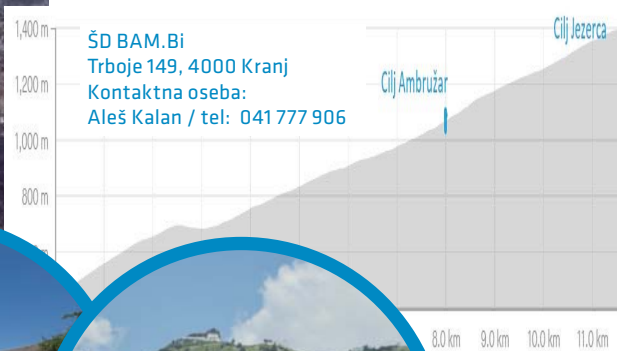 1,400 m
ŠD BAM.Bi
Trboje 149, 4000 Kranj
Kontaktna oseba:
Aleš Kalan / tel: 041 777 906
Cilj Jezerca
Cilj Ambružar
1,200 m
1,000 m
800 m
m
8.0 km 9.0 km 10.0 km 11.0 km